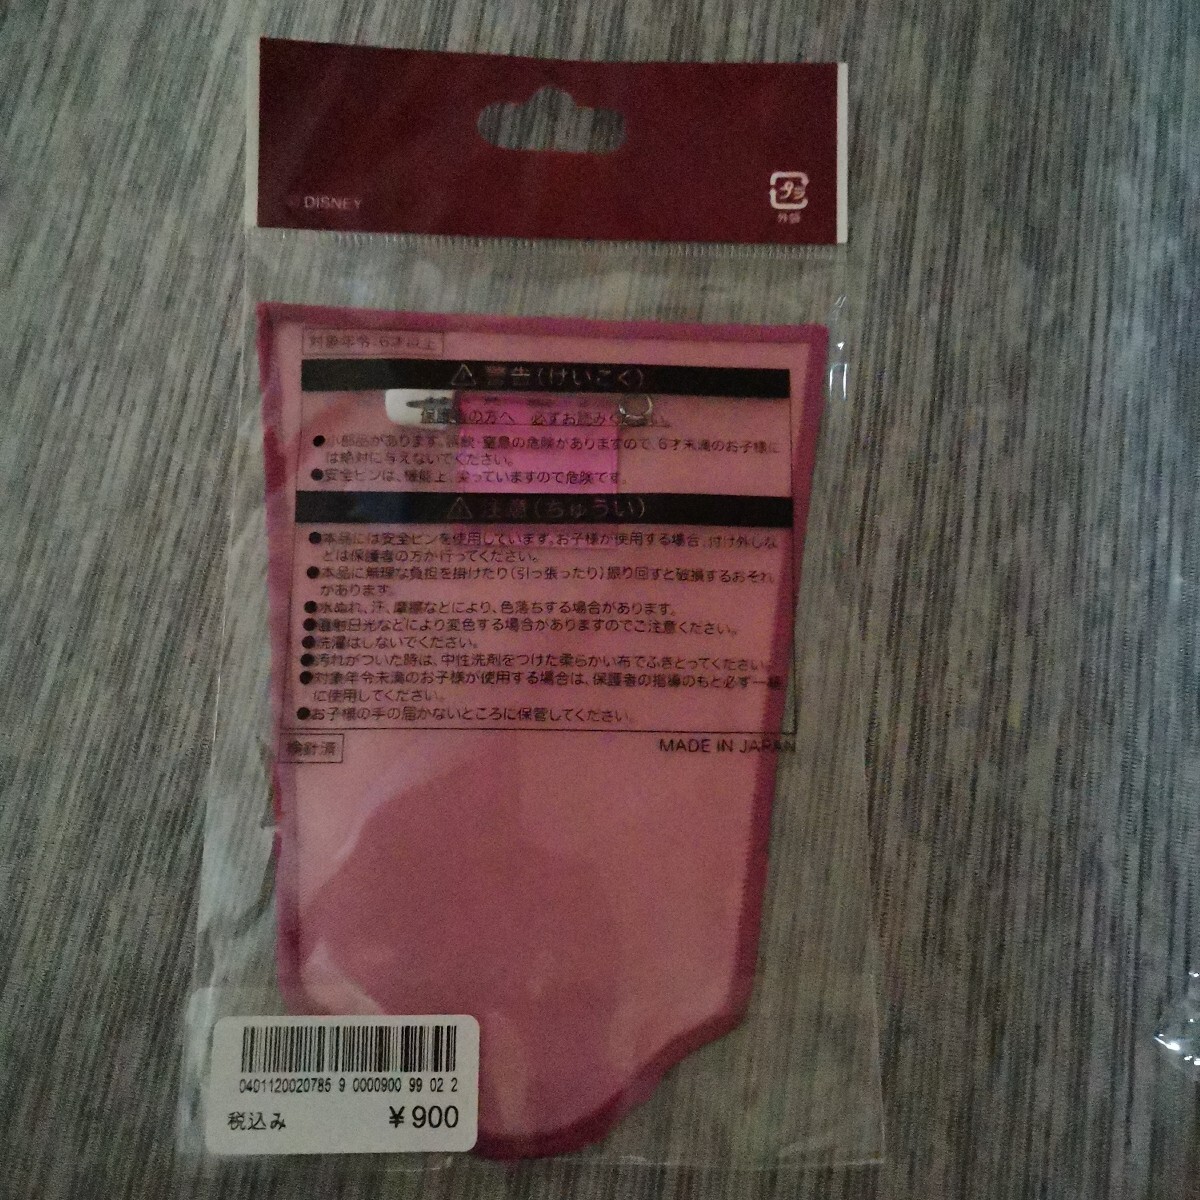 © DISNEY
プラ
外袋
対象年令:6才以上
⚠ 警告(けいこく)
保護者の方へ 必ずお読みください。
●小部品があります。誤飲・窒息の危険がありますので、6才未満のお子様に
は絶対に与えないでください。
●安全ピンは、機能上、尖っていますので危険です。
⚠ 注意(ちゅうい)
●本品には安全ピンを使用しています。お子様が使用する場合、付け外しな
どは保護者の方が行ってください。
●本品に無理な負担を掛けたり(引っ張ったり)振り回すと破損するおそれ
があります。
●水ぬれ、汗、摩擦などにより、色落ちする場合があります。
●直射日光などにより変色する場合がありますのでご注意ください。
●洗濯はしないでください。
●汚れがついた時は、中性洗剤をつけた柔らかい布でふきとってください。
●対象年令未満のお子様が使用する場合は、保護者の指導のもと必ず一緒
に使用してください。
●お子様の手の届かないところに保管してください。
検針済 MADE IN JAPAN
0401120020785 9 0000900 99 02 2
税込み ¥900